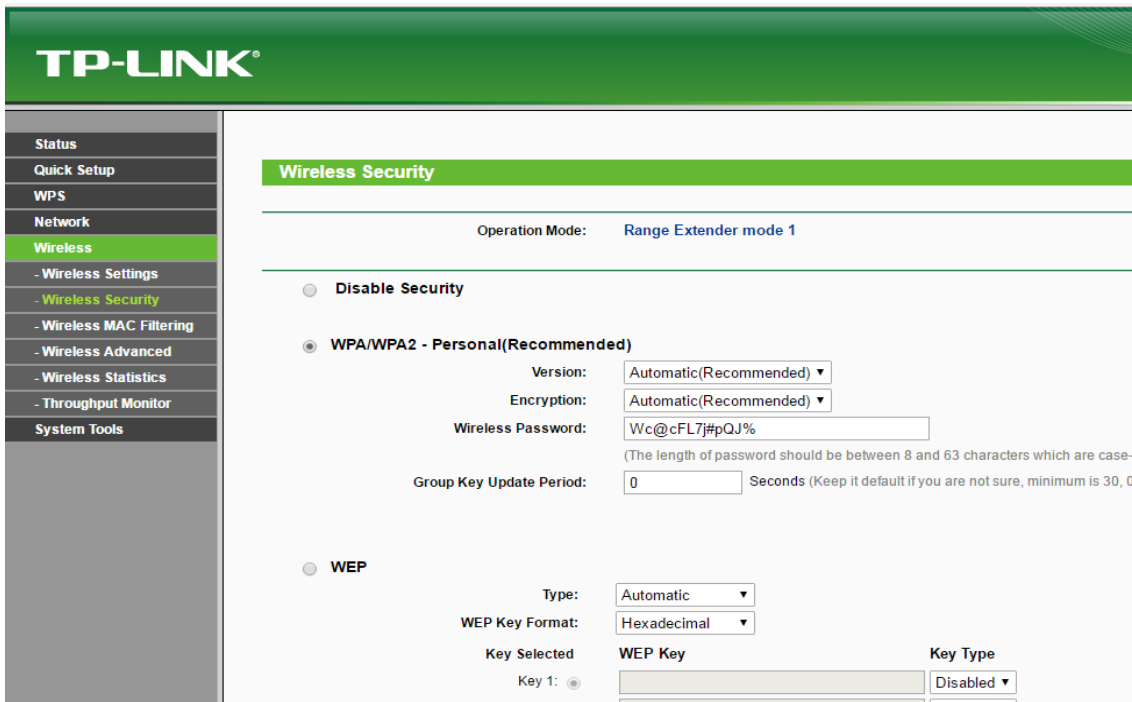 TP-LINK®
Status
Quick Setup
WPS
Network
Wireless
- Wireless Settings
- Wireless Security
- Wireless MAC Filtering
- Wireless Advanced
- Wireless Statistics
- Throughput Monitor
System Tools
Wireless Security
Operation Mode: Range Extender mode 1
Disable Security
WPA/WPA2 - Personal(Recommended)
Version: Automatic(Recommended)
Encryption: Automatic(Recommended)
Wireless Password: Wc@cFL7j#pQJ%
(The length of password should be between 8 and 63 characters which are case-
Group Key Update Period: 0 Seconds (Keep it default if you are not sure, minimum is 30, 0
WEP
Type: Automatic
WEP Key Format: Hexadecimal
Key Selected WEP Key Key Type
Key 1: Disabled